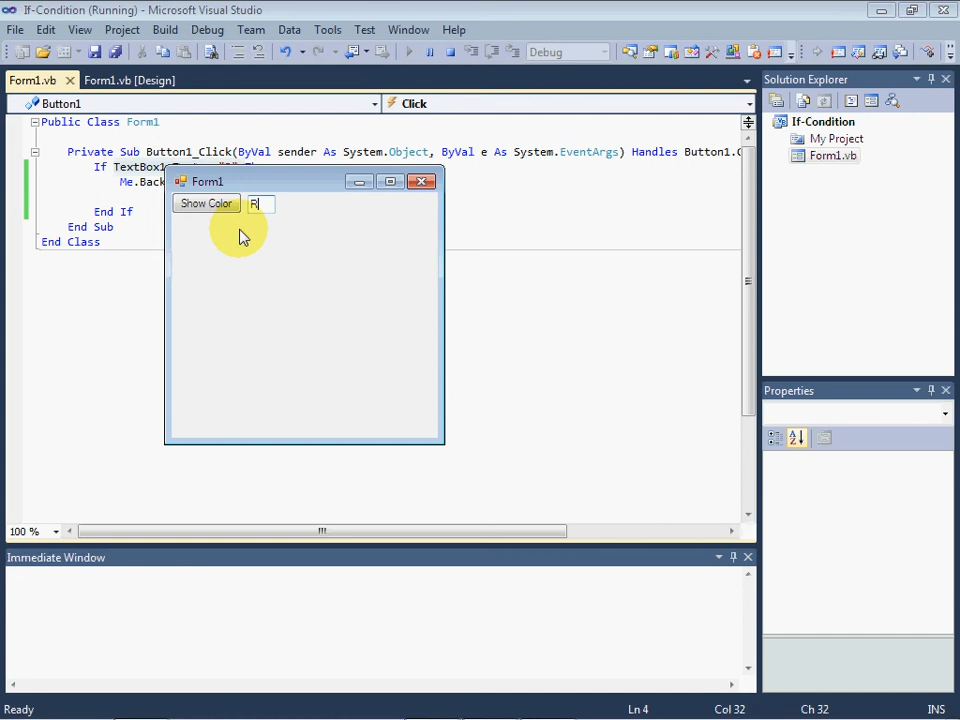 If-Condition (Running) - Microsoft Visual Studio
File Edit View Project Build Debug Team Data Tools Test Window Help
Debug
Form1.vb Form1.vb [Design]
Solution Explorer
Button1 Click
Public Class Form1
If-Condition
My Project
Private Sub Button1_Click(ByVal sender As System.Object, ByVal e As System.EventArgs) Handles Button1.C
Form1.vb
If TextBox1
Me.Back
Form1
Show Color R
End If
End Sub
End Class
Properties
100 %
Immediate Window
Ready Ln 4 Col 32 Ch 32 INS